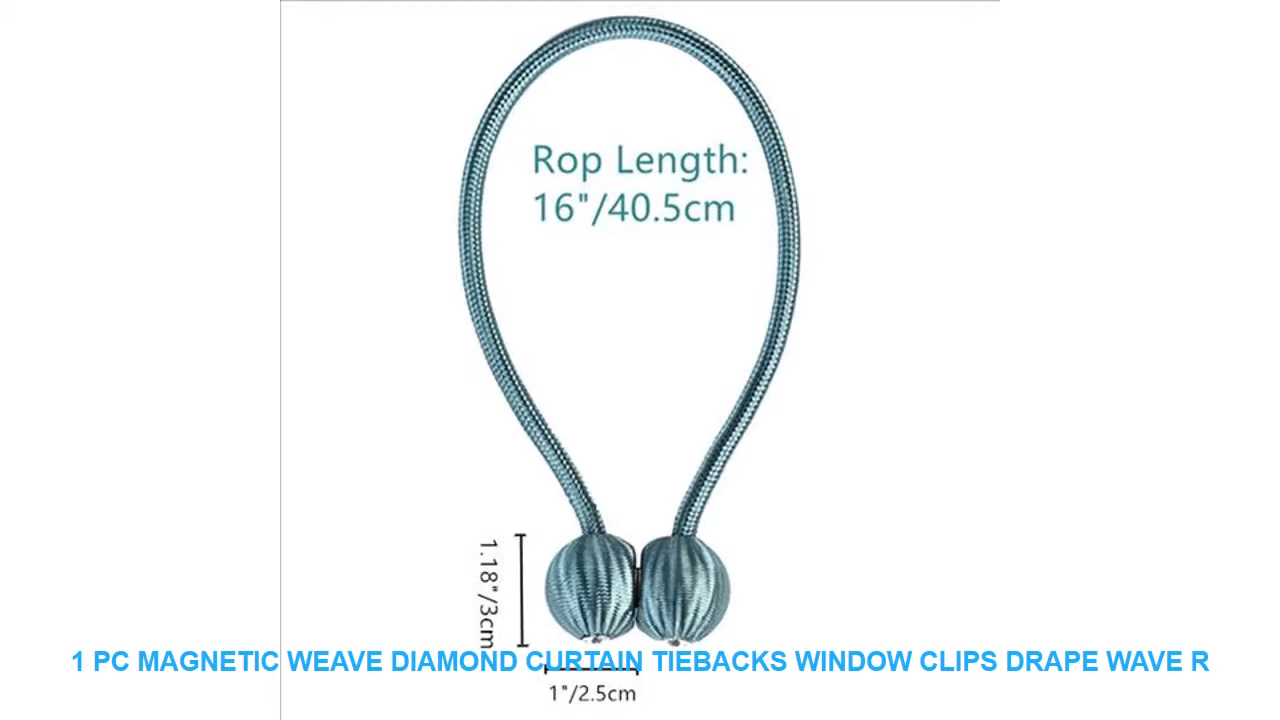 Rop Length:
16"/40.5cm
1.18"/3cm
1 PC MAGNETIC WEAVE DIAMOND CURTAIN TIEBACKS WINDOW CLIPS DRAPE WAVE R
1"/2.5cm